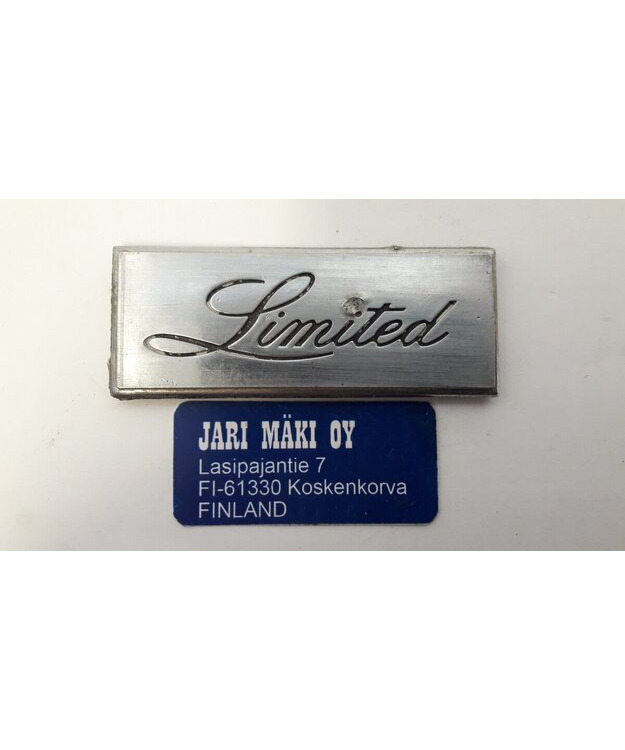 Limited
JARI MÄKI OY
Lasipajantie 7
FI-61330 Koskenkorva
FINLAND